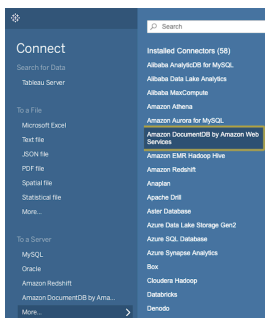 Connect
Search for Data
Tableau Server
To a File
Microsoft Excel
Text file
JSON file
PDF file
Spatial file
Statistical file
More...
To a Server
MySQL
Oracle
Amazon Redshift
Amazon DocumentDB by Ama...
More...
Search
Installed Connectors (58)
Alibaba AnalyticDB for MySQL
Alibaba Data Lake Analytics
Alibaba MaxCompute
Amazon Athena
Amazon Aurora for MySQL
Amazon DocumentDB by Amazon Web
Services
Amazon EMR Hadoop Hive
Amazon Redshift
Anaplan
Apache Drill
Aster Database
Azure Data Lake Storage Gen2
Azure SQL Database
Azure Synapse Analytics
Box
Cloudera Hadoop
Databricks
Denodo